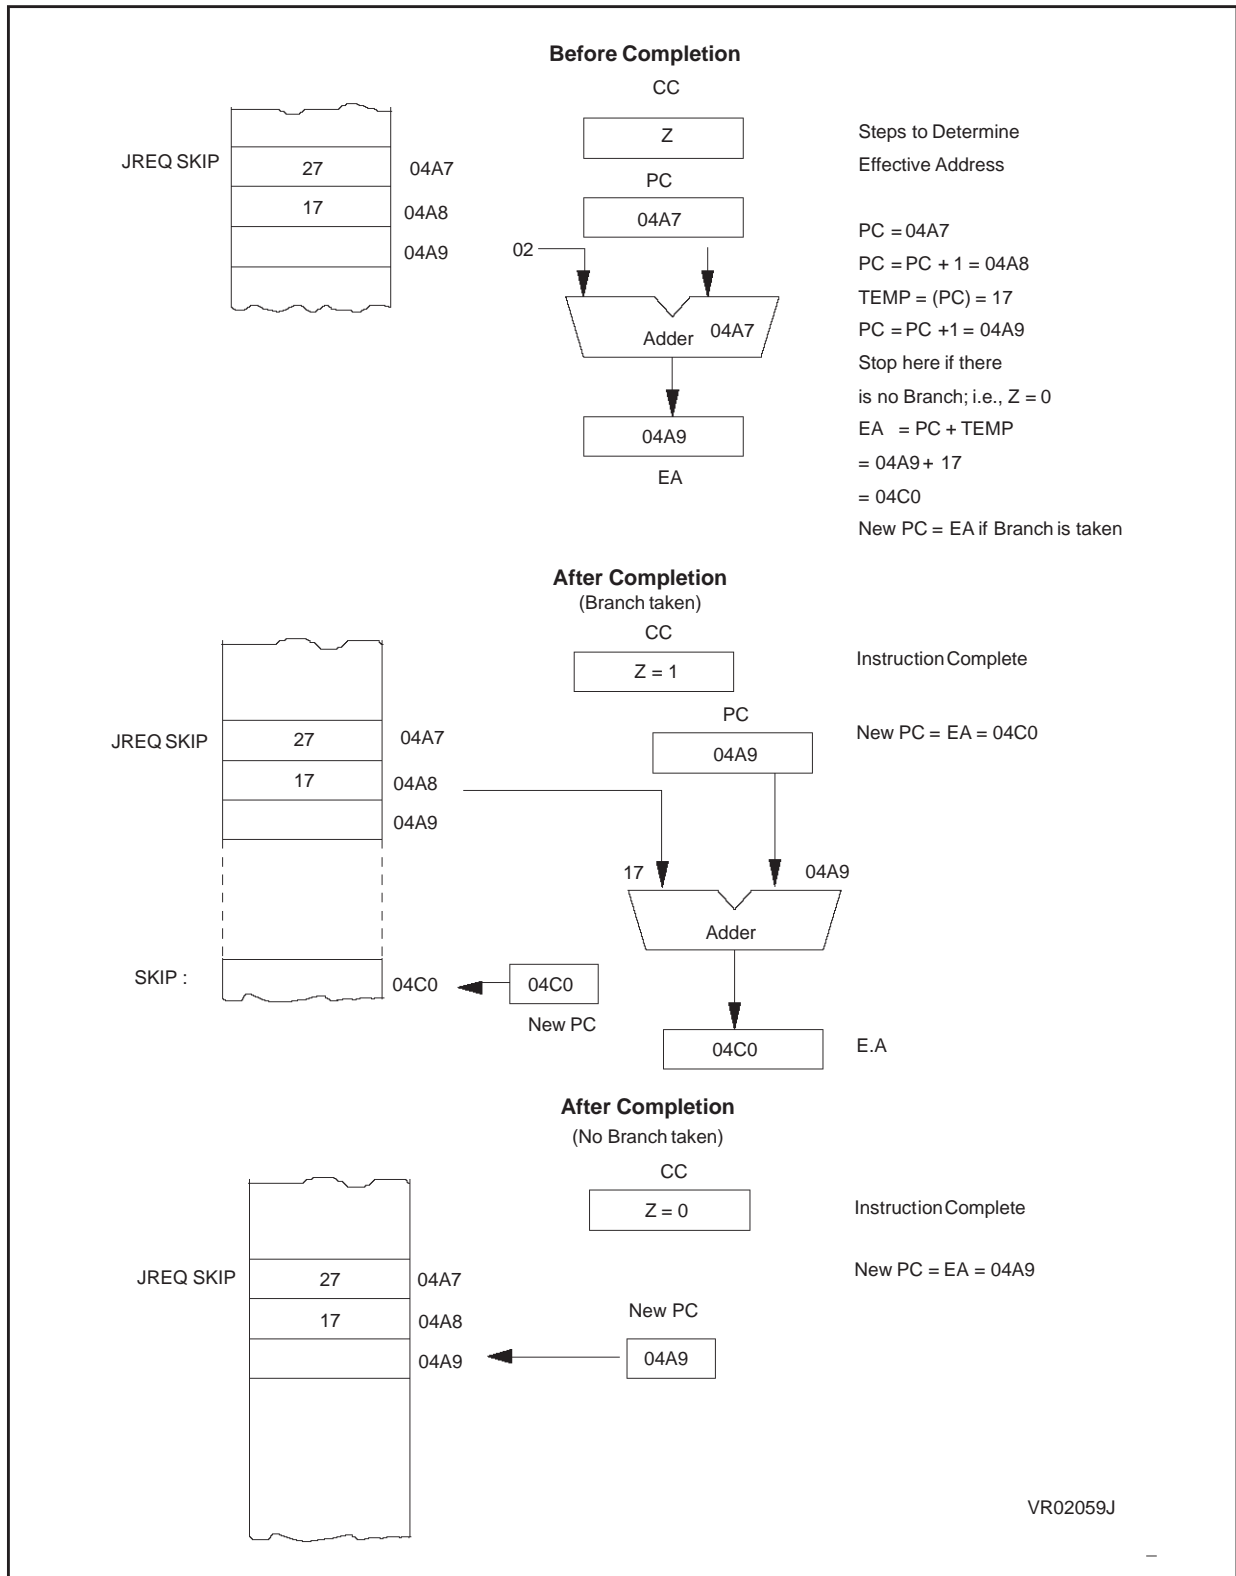 Before Completion
CC
Z
Steps to Determine
JREQ SKIP
27
04A7
Effective Address
PC
17
04A8
04A7
PC = 04A7
04A9
02
PC = PC + 1 = 04A8
TEMP = (PC) = 17
Adder
04A7
PC = PC +1 = 04A9
Stop here if there
is no Branch; i.e., Z = 0
04A9
EA = PC + TEMP
= 04A9 + 17
EA
= 04C0
New PC = EA if Branch is taken
After Completion
(Branch taken)
CC
Z = 1
Instruction Complete
PC
JREQ SKIP
27
04A7
04A9
New PC = EA = 04C0
17
04A8
04A9
17
04A9
Adder
SKIP :
04C0
04C0
New PC
04C0
E.A
After Completion
(No Branch taken)
CC
Z = 0
Instruction Complete
JREQ SKIP
27
04A7
New PC = EA = 04A9
17
04A8
New PC
04A9
04A9
VR02059J
_